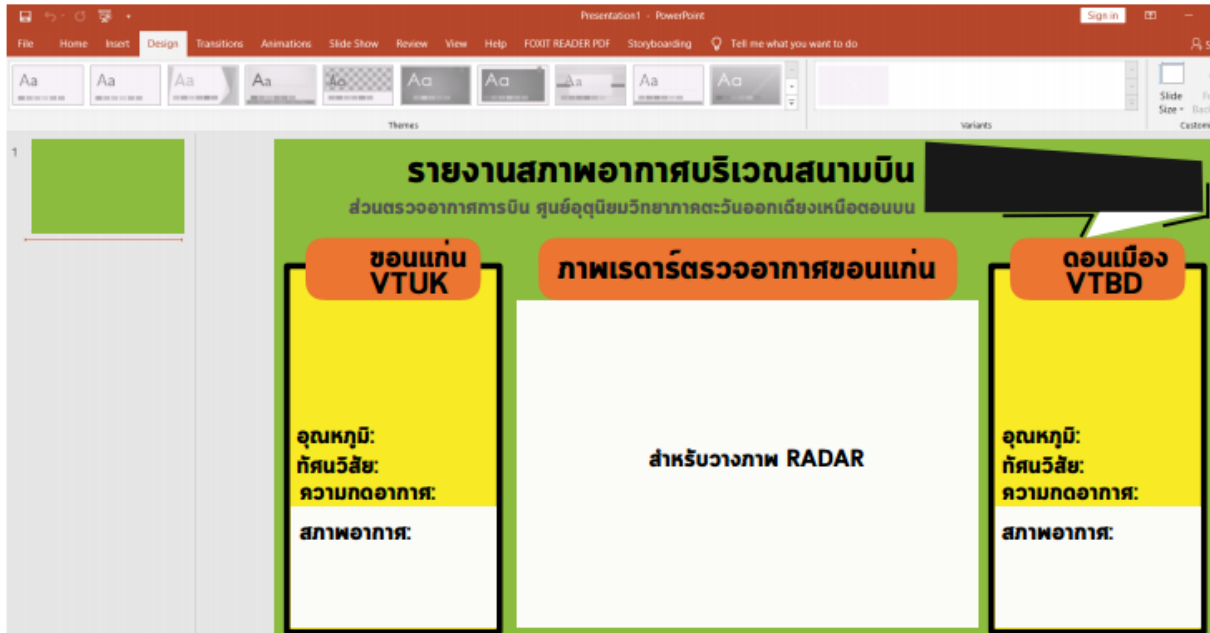 Presentation1 - PowerPoint
Sign in
File Home Insert Design Transitions Animations Slide Show Review View Help FOXIT READER PDF Storyboarding Tell me what you want to do
Aa Aa Aa Aa Aa Aa Aa Aa Aa Aa
Slide
Size
Themes
Variants
1
รายงานสภาพอากาศบริเวณสนามบิน
ส่วนตรวจอากาศการบิน ศูนย์อุตุนิยมวิทยาภาคตะวันออกเฉียงเหนือตอนบน
ขอนแก่น
VTUK
อุณหภูมิ:
ทัศนวิสัย:
ความกดอากาศ:
สภาพอากาศ:
ภาพเรดาร์ตรวจอากาศขอนแก่น
สำหรับวางภาพ RADAR
ดอนเมือง
VTBD
อุณหภูมิ:
ทัศนวิสัย:
ความกดอากาศ:
สภาพอากาศ: